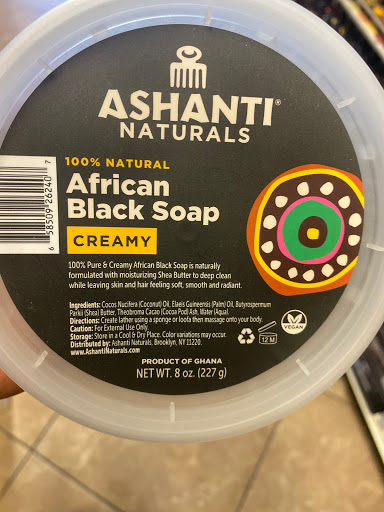 ASHANTI®
NATURALS
100% NATURAL
African
Black Soap
CREAMY
100% Pure & Creamy African Black Soap is naturally
formulated with moisturizing Shea Butter to deep clean
while leaving skin and hair feeling soft, smooth and radiant.
Ingredients: Cocos Nucifera (Coconut) Oil, Elaeis Guineensis (Palm) Oil, Butyrospermum
Parkii (Shea) Butter, Theobroma Cacao (Cocoa Pod) Ash, Water (Aqua).
Directions: Create lather using a sponge or loofa then massage onto your body.
Caution: For External Use Only.
Storage: Store in a Cool & Dry Place. Color variations may occur.
Distributed by: Ashanti Naturals, Brooklyn, NY 11220.
www.AshantiNaturals.com
12 M
VEGAN
PRODUCT OF GHANA
NET WT. 8 oz. (227 g)
6 58509 26240 7